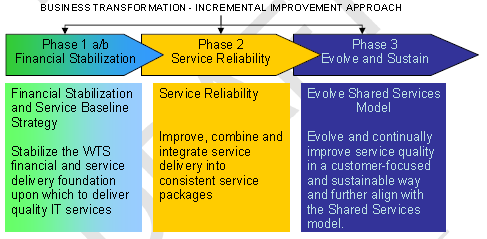 BUSINESS TRANSFORMATION - INCREMENTAL IMPROVEMENT APPROACH
Phase 1 a/b
Financial Stabilization
Phase 2
Service Reliability
Phase 3
Evolve and Sustain
Financial Stabilization
and Service Baseline
Strategy
Stabilize the WTS
financial and service
delivery foundation
upon which to deliver
quality IT services
Service Reliability
Improve, combine and
integrate service
delivery into
consistent service
packages
Evolve Shared Services
Model
Evolve and continually
improve service quality
in a customer-focused
and sustainable way
and further align with
the Shared Services
model.